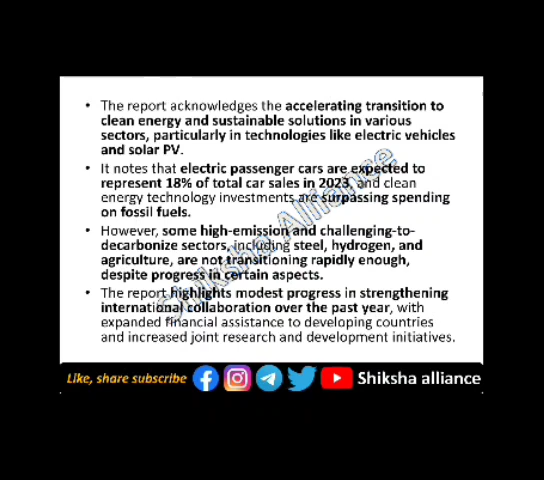 • The report acknowledges the accelerating transition to
clean energy and sustainable solutions in various
sectors, particularly in technologies like electric vehicles
and solar PV.
• It notes that electric passenger cars are expected to
represent 18% of total car sales in 2023, and clean
energy technology investments are surpassing spending
on fossil fuels.
• However, some high-emission and challenging-to-
decarbonize sectors, including steel, hydrogen, and
agriculture, are not transitioning rapidly enough,
despite progress in certain aspects.
• The report highlights modest progress in strengthening
international collaboration over the past year, with
expanded financial assistance to developing countries
and increased joint research and development initiatives.
Shiksha Alliance
Like, share subscribe
Shiksha alliance